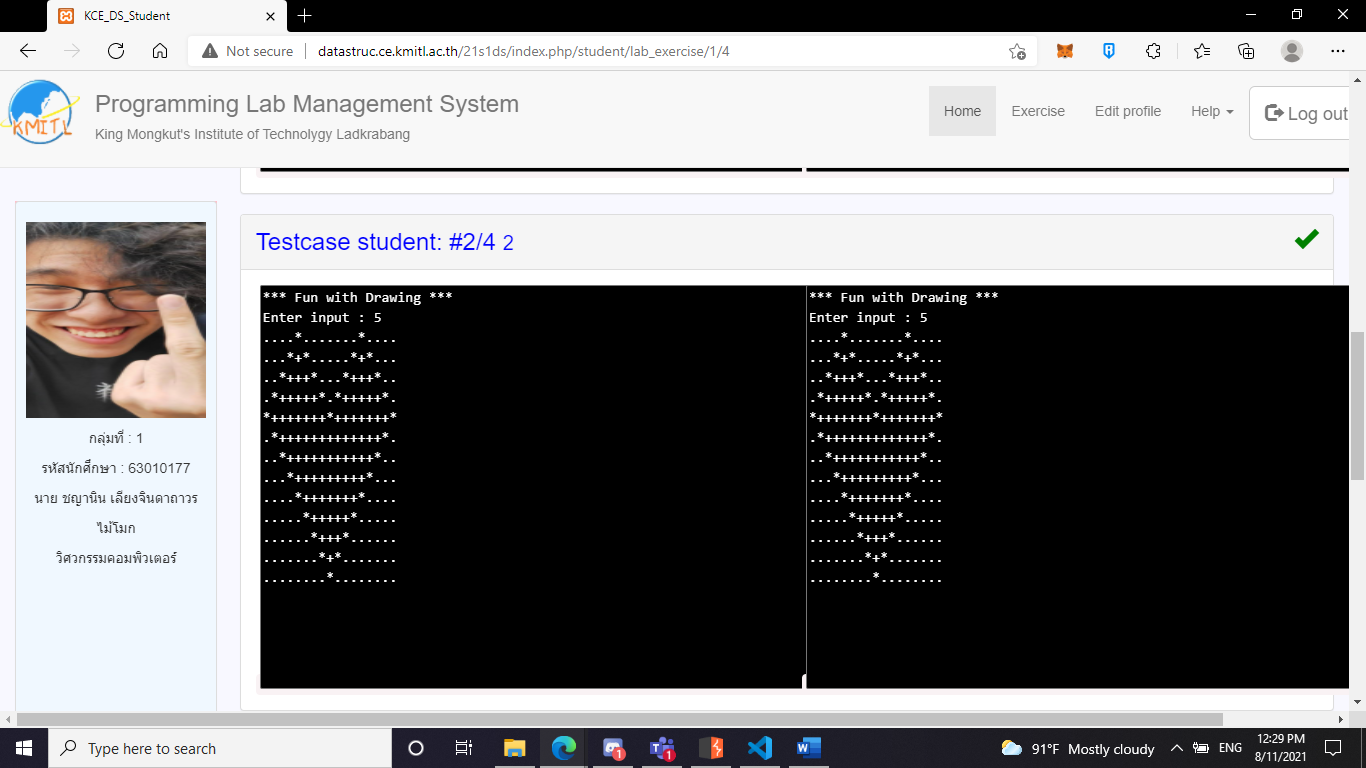 KCE_DS_Student
Not secure
datastruc.ce.kmitl.ac.th/21s1ds/index.php/student/lab_exercise/1/4
KMITL
Programming Lab Management System
King Mongkut's Institute of Technolygy Ladkrabang
Home
Exercise
Edit profile
Help
Log out
Testcase student: #2/4 2
*** Fun with Drawing ***
Enter input : 5
....*.......*....
...*+*.....*+*...
..*+++*...*+++*..
.*+++++*.*+++++*.
*+++++++*+++++++*
.*+++++++++++++*.
..*+++++++++++*..
...*+++++++++*...
....*+++++++*....
.....*+++++*.....
......*+++*......
.......*+*.......
........*........
*** Fun with Drawing ***
Enter input : 5
....*.......*....
...*+*.....*+*...
..*+++*...*+++*..
.*+++++*.*+++++*.
*+++++++*+++++++*
.*+++++++++++++*.
..*+++++++++++*..
...*+++++++++*...
....*+++++++*....
.....*+++++*.....
......*+++*......
.......*+*.......
........*........
กลุ่มที่ : 1
รหัสนักศึกษา : 63010177
นาย ชญานิน เลียงจินดาถาวร
ไม้โมก
วิศวกรรมคอมพิวเตอร์
Type here to search
1
1
91°F Mostly cloudy
ENG
12:29 PM
8/11/2021